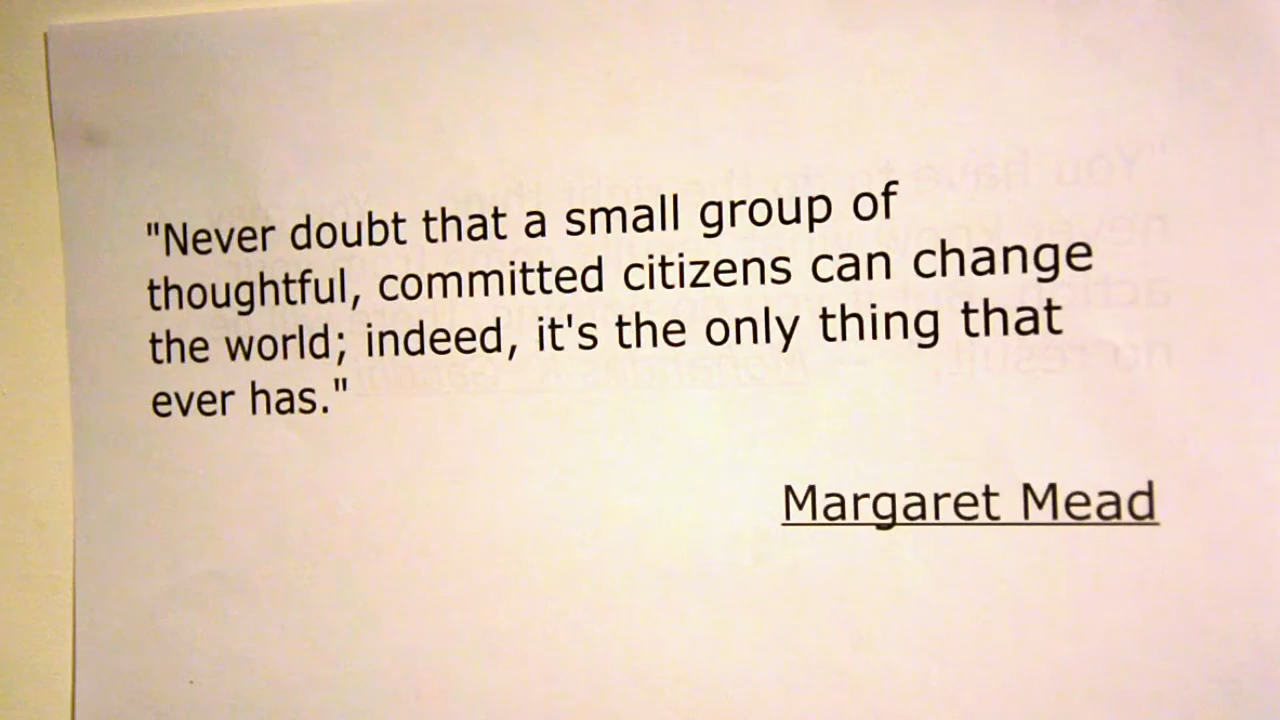 "Never doubt that a small group of
thoughtful, committed citizens can change
the world; indeed, it's the only thing that
ever has."
Margaret Mead